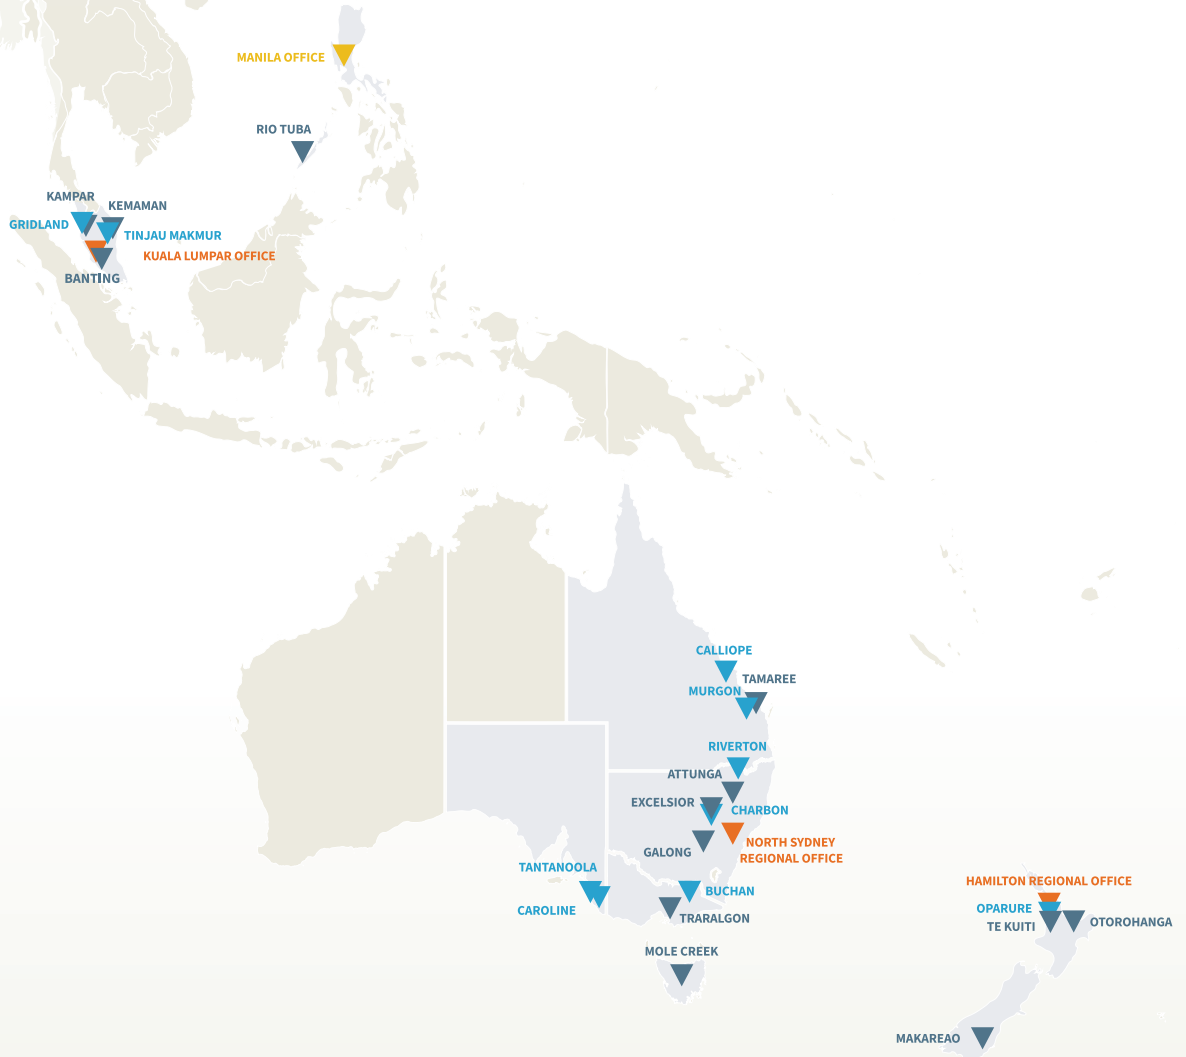 MANILA OFFICE
RIO TUBA
KAMPAR
KEMAMAN
GRIDLAND
TINJAU MAKMUR
KUALA LUMPAR OFFICE
BANTING
CALLIOPE
TAMAREE
MURGON
RIVERTON
ATTUNGA
EXCELSIOR
CHARBON
NORTH SYDNEY
REGIONAL OFFICE
GALONG
TANTANOOLA
HAMILTON REGIONAL OFFICE
BUCHAN
CAROLINE
OPARURE
TRARALGON
TE KUITI
OTOROHANGA
MOLE CREEK
MAKAREAO